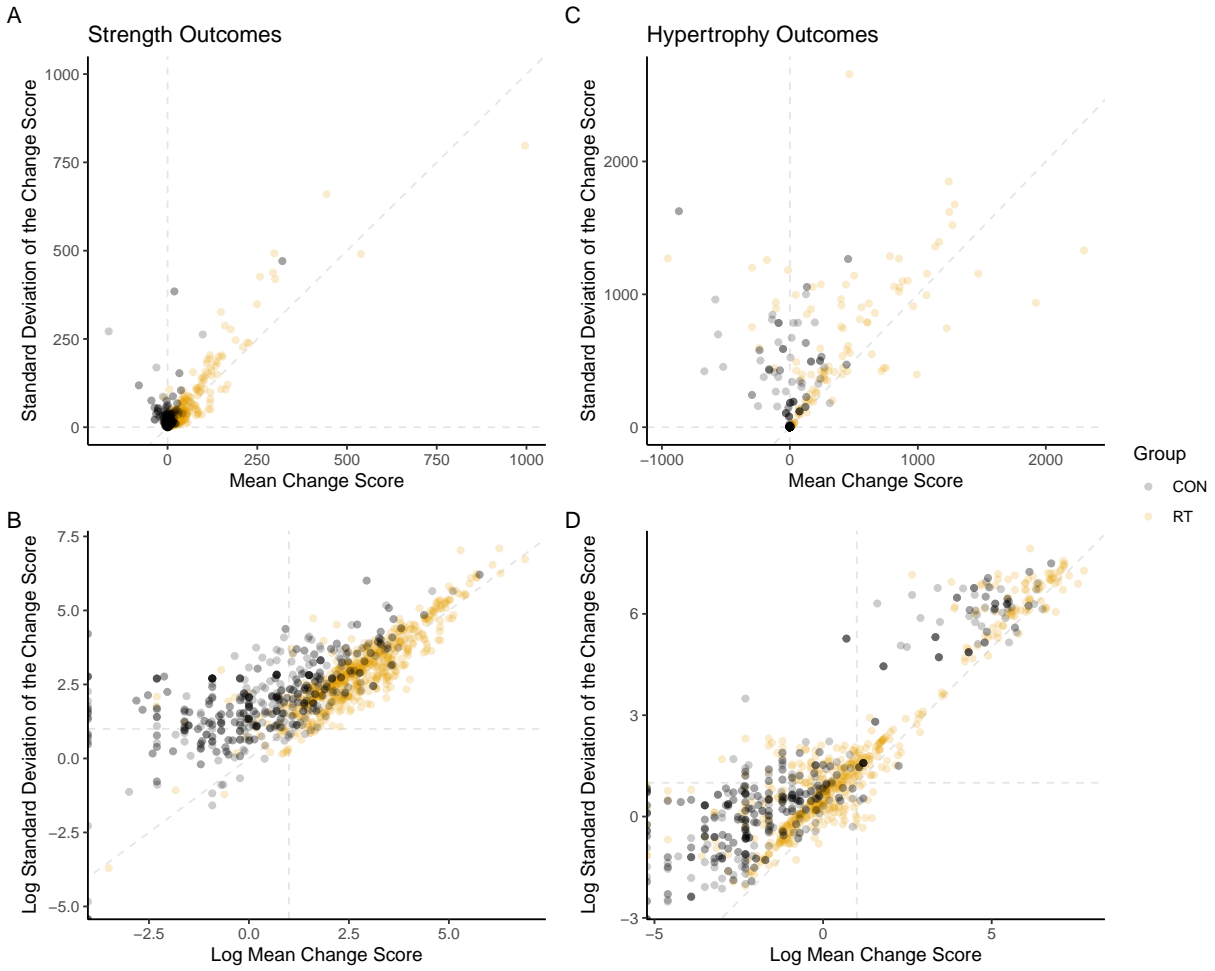 A
Strength Outcomes
Standard Deviation of the Change Score
1000
750
500
250
0
0
250
500
750
1000
Mean Change Score
C
Hypertrophy Outcomes
Standard Deviation of the Change Score
2000
1000
0
−1000
0
1000
2000
Mean Change Score
Group
CON
RT
B
Log Standard Deviation of the Change Score
7.5
5.0
2.5
0.0
−2.5
−5.0
−2.5
0.0
2.5
5.0
Log Mean Change Score
D
Log Standard Deviation of the Change Score
6
3
0
−3
−5
0
5
Log Mean Change Score